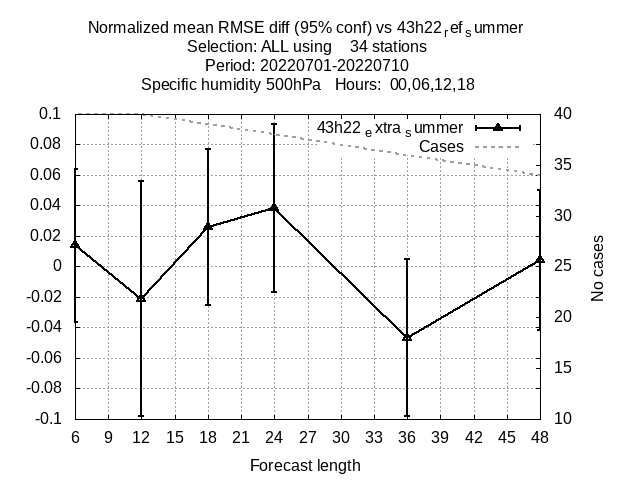 Normalized mean RMSE diff (95% conf) vs 43h22ᵣefₛummer
Selection: ALL using    34 stations
Period: 20220701-20220710
Specific humidity 500hPa   Hours:  00,06,12,18
43h22ₑxtraₛummer
Cases
0.1
0.08
0.06
0.04
0.02
0
-0.02
-0.04
-0.06
-0.08
-0.1
40
35
30
25
20
15
10
No cases
6 9 12 15 18 21 24 27 30 33 36 39 42 45 48
Forecast length